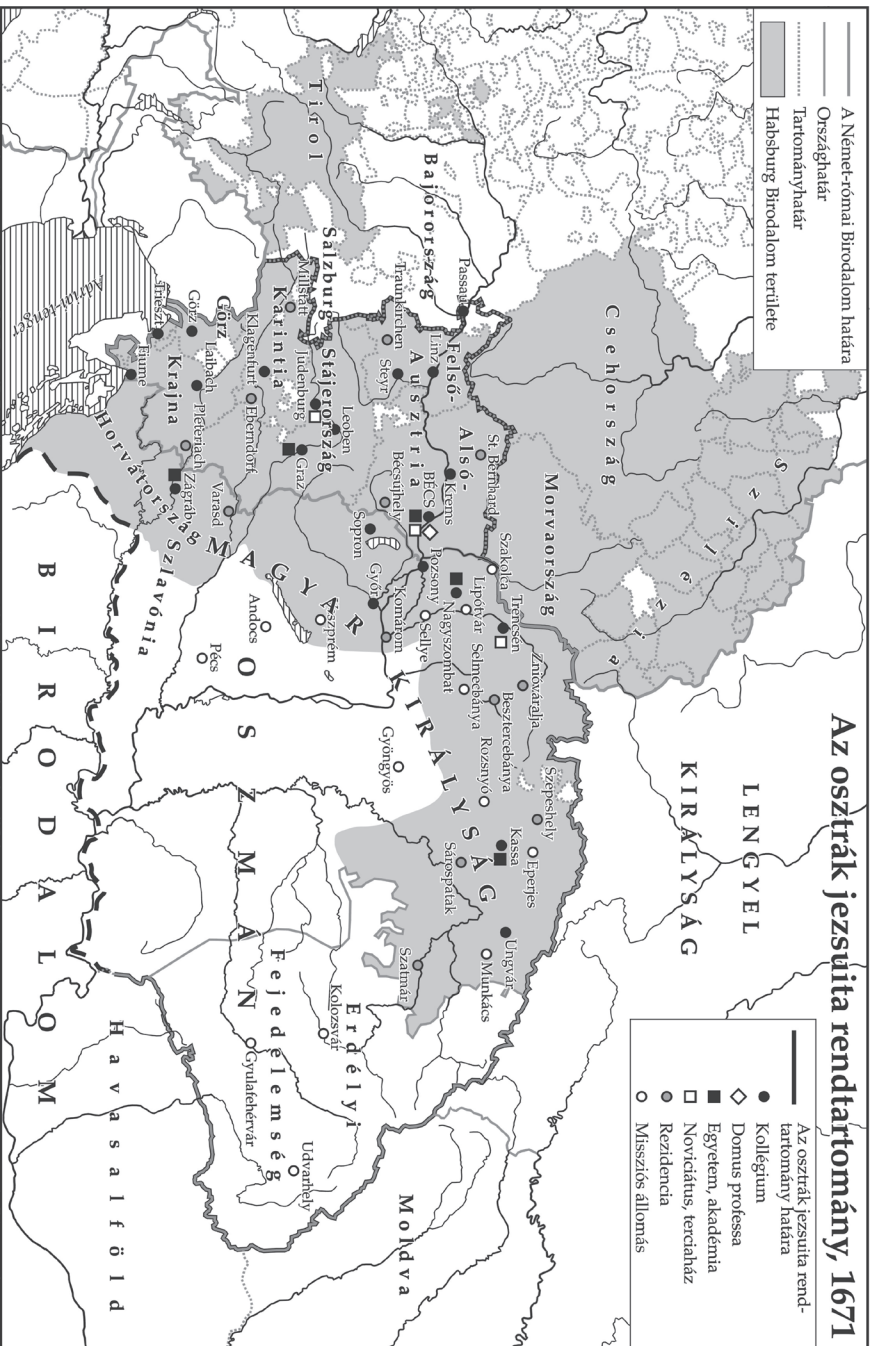 Az osztrák jezsuita rendtartomány, 1671
A Német-római Birodalom határa
Országhatár
Tartományhatár
Habsburg Birodalom területe
Az osztrák jezsuita rend-
tartomány határa
Kollégium
Domus professa
Egyetem, akadémia
Noviciátus, terciaház
Rezidencia
Missziós állomás
LENGYEL
KIRÁLYSÁG
Szilézia
Csehország
Morvaország
Bajorország
Passau
Felső-
Alsó-
Ausztria
Linz
Krems
St. Bernhards
BÉCS
Traunkirchen
Steyr
Bécsújhely
Tirol
Salzburg
Stájerország
Millstatt
Judenburg
Leoben
Graz
Karintia
Klagenfurt
Eberndorf
Görz
Görz
Laibach
Pleteriach
Krajna
Trieszt
Fiume
Adriai-tenger
Horvátország
Zágráb
Varasd
Szlavónia
MAGYAR
KIRÁLYSÁG
Szakolca
Trencsén
Znióváralja
Szepeshely
Eperjes
Lipótvár
Besztercebánya
Selmecbánya
Rozsnyó
Kassa
Ungvár
Munkács
Nagyszombat
Pozsony
Sellye
Sárospatak
Szatmár
Sopron
Győr
Komárom
Gyöngyös
Veszprém
Andocs
Pécs
OSZMÁN
BIRODALOM
Erdélyi
Fejedelemség
Kolozsvár
Gyulafehérvár
Udvarhely
Moldva
Havasalföld